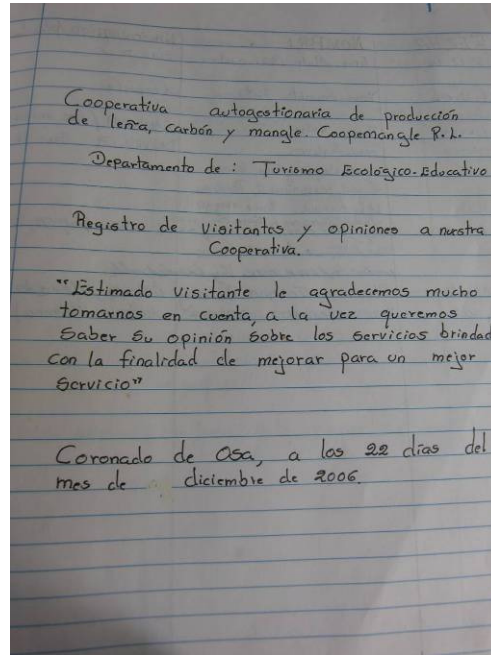 Cooperativa autogestionaria de producción
de leña, carbón y mangle. Coopemangle R.L.
Departamento de: Turismo Ecológico-Educativo
Registro de visitantes y opiniones a nuestra
Cooperativa.
"Estimado visitante le agradecemos mucho
tomarnos en cuenta, a la vez queremos
Saber su opinión sobre los servicios brindad
con la finalidad de mejorar para un mejor
servicio"
Coronado de Osa, a los 22 días del
mes de diciembre de 2006.